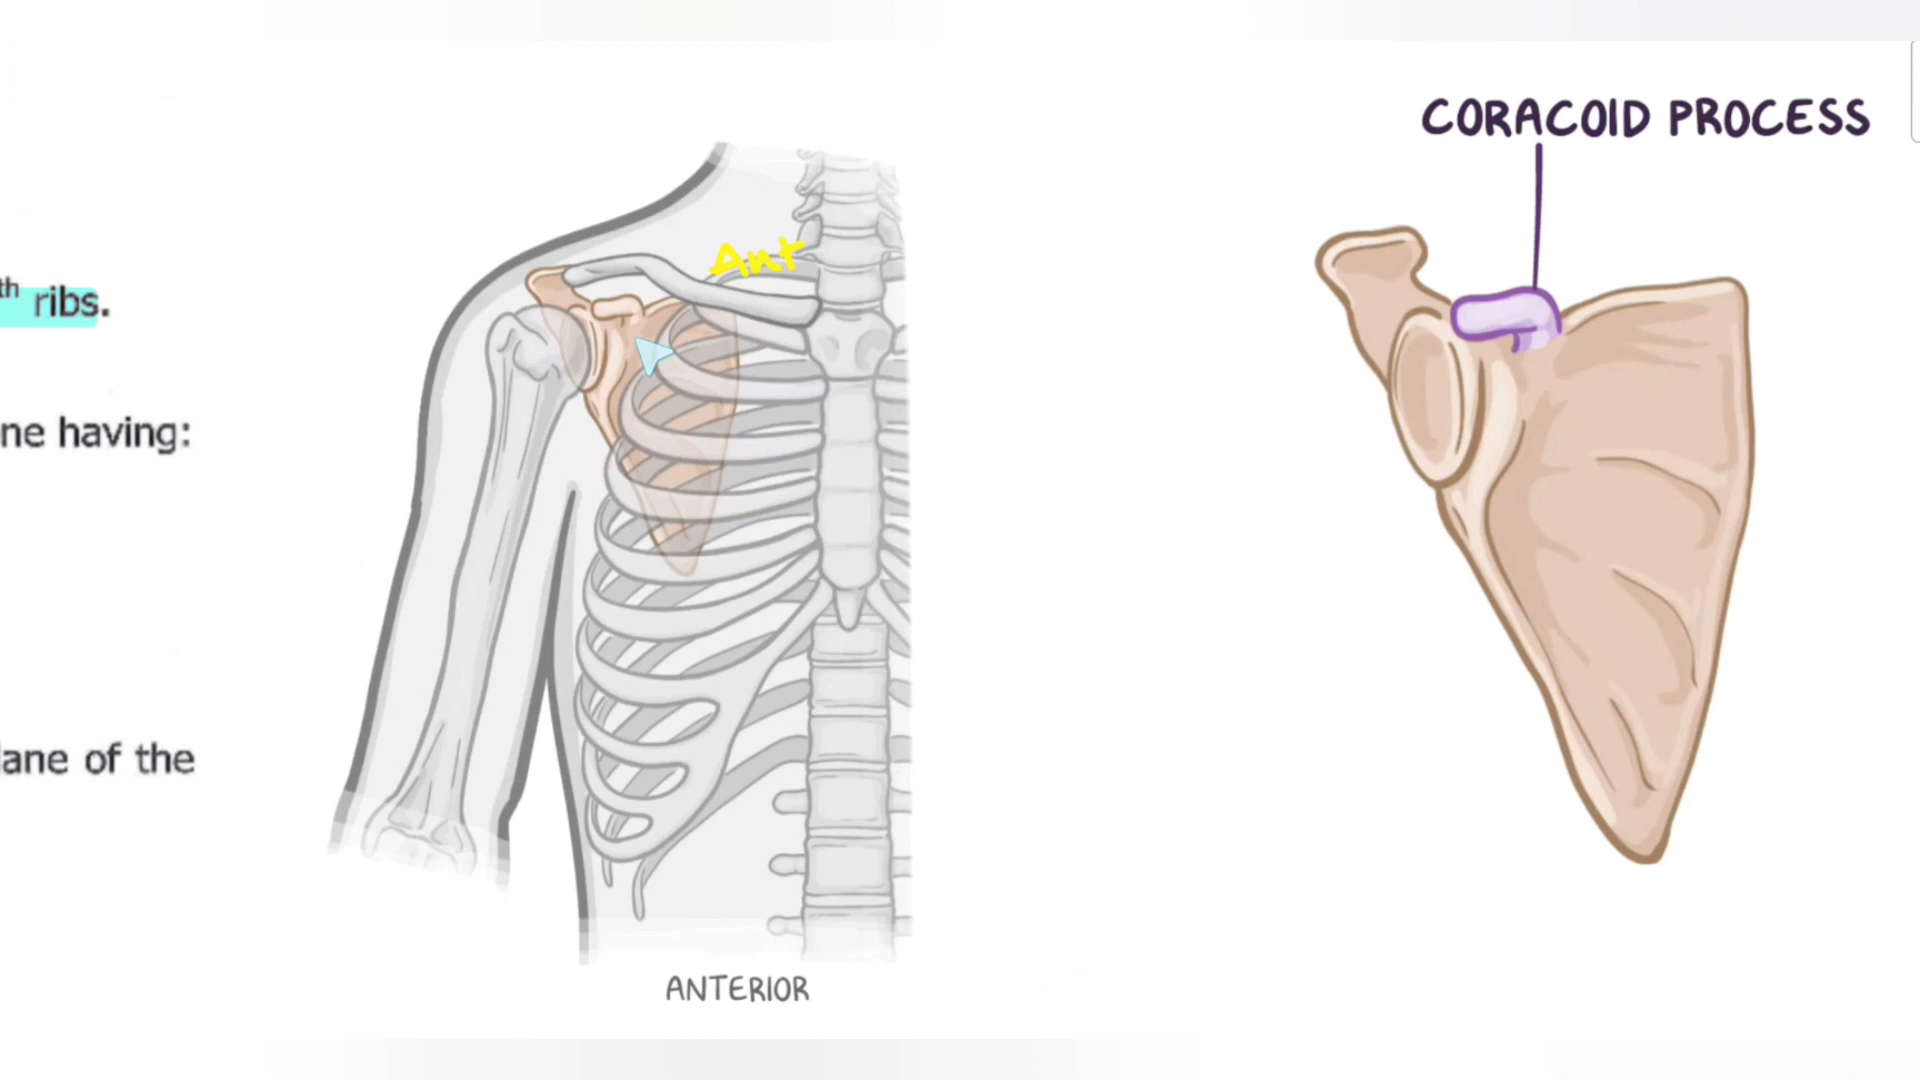 th ribs.
ne having:
lane of the
Ant
ANTERIOR
CORACOID PROCESS